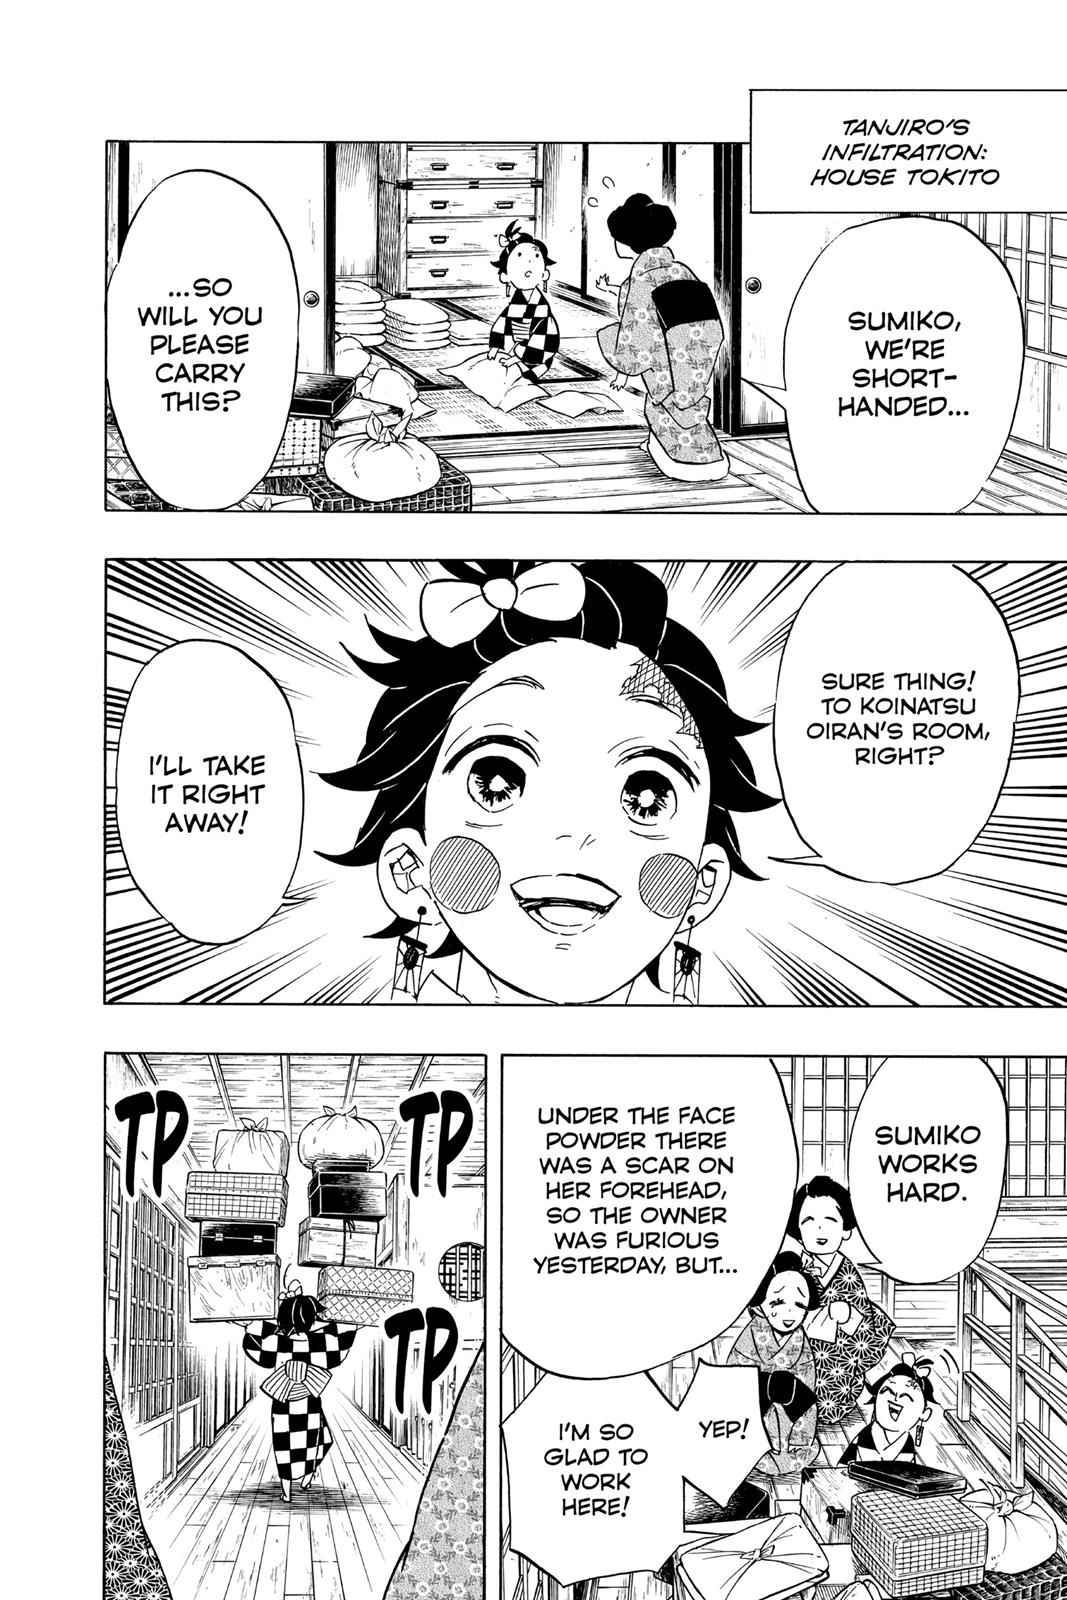 TANJIRO'S
INFILTRATION:
HOUSE TOKITO
SUMIKO,
WE'RE
SHORT-
HANDED...
...SO
WILL YOU
PLEASE
CARRY
THIS?
SURE THING!
TO KOINATSU
OIRAN'S ROOM,
RIGHT?
I'LL TAKE
IT RIGHT
AWAY!
SUMIKO
WORKS
HARD.
UNDER THE FACE
POWDER THERE
WAS A SCAR ON
HER FOREHEAD,
SO THE OWNER
WAS FURIOUS
YESTERDAY, BUT...
YEP!
I'M SO
GLAD TO
WORK
HERE!
TP
TP
TP